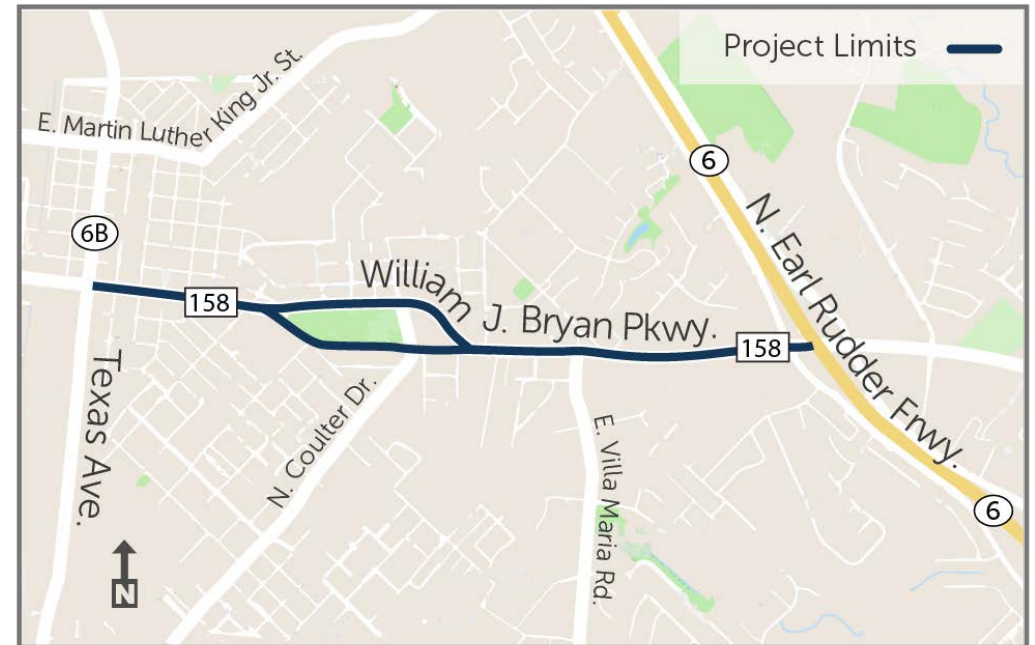 Project Limits
E. Martin Luther King Jr. St.
6
6B
N. Earl Rudder Frwy.
William J. Bryan Pkwy.
158
158
Texas Ave.
N. Coulter Dr.
E. Villa Maria Rd.
6
N